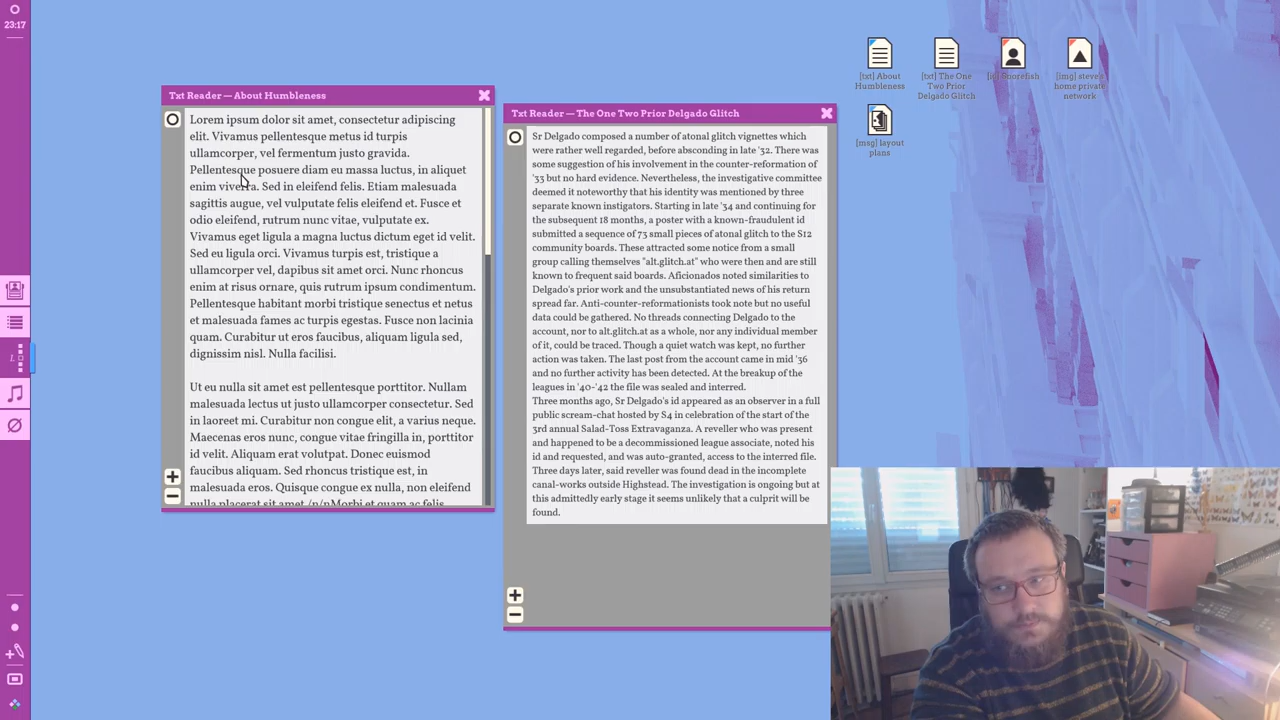 23:17
Txt Reader — About Humbleness
Lorem ipsum dolor sit amet, consectetur adipiscing
elit. Vivamus pellentesque metus id turpis
ullamcorper, vel fermentum justo gravida.
Pellentesque posuere diam eu massa luctus, in aliquet
enim viverra. Sed in eleifend felis. Etiam malesuada
sagittis augue, vel vulputate felis eleifend et. Fusce et
odio eleifend, rutrum nunc vitae, vulputate ex.
Vivamus eget ligula a magna luctus dictum eget id velit.
Sed eu ligula orci. Vivamus turpis est, tristique a
ullamcorper vel, dapibus sit amet orci. Nunc rhoncus
enim at risus ornare, quis rutrum ipsum condimentum.
Pellentesque habitant morbi tristique senectus et netus
et malesuada fames ac turpis egestas. Fusce non lacinia
quam. Curabitur ut eros faucibus, aliquam ligula sed,
dignissim nisl. Nulla facilisi.
Ut eu nulla sit amet est pellentesque porttitor. Nullam
malesuada lectus ut justo ullamcorper consectetur. Sed
in laoreet mi. Curabitur non congue elit, a varius neque.
Maecenas eros nunc, congue vitae fringilla in, porttitor
id velit. Aliquam erat volutpat. Donec euismod
faucibus aliquam. Sed rhoncus tristique est, in
malesuada eros. Quisque congue ex nulla, non eleifend
nulla placerat sit amet./n/nMorbi et quam ac felis
Txt Reader — The One Two Prior Delgado Glitch
Sr Delgado composed a number of atonal glitch vignettes which
were rather well regarded, before absconding in late '32. There was
some suggestion of his involvement in the counter-reformation of
'33 but no hard evidence. Nevertheless, the investigative committee
deemed it noteworthy that his identity was mentioned by three
separate known instigators. Starting in late '34 and continuing for
the subsequent 18 months, a poster with a known-fraudulent id
submitted a sequence of 73 small pieces of atonal glitch to the S12
community boards. These attracted some notice from a small
group calling themselves "alt.glitch.at" who were then and are still
known to frequent said boards. Aficionados noted similarities to
Delgado's prior work and the unsubstantiated news of his return
spread far. Anti-counter-reformationists took note but no useful
data could be gathered. No threads connecting Delgado to the
account, nor to alt.glitch.at as a whole, nor any individual member
of it, could be traced. Though a quiet watch was kept, no further
action was taken. The last post from the account came in mid '36
and no further activity has been detected. At the breakup of the
leagues in '40-'42 the file was sealed and interred.
Three months ago, Sr Delgado's id appeared as an observer in a full
public scream-chat hosted by S4 in celebration of the start of the
3rd annual Salad-Toss Extravaganza. A reveller who was present
and happened to be a decommissioned league associate, noted his
id and requested, and was auto-granted, access to the interred file.
Three days later, said reveller was found dead in the incomplete
canal-works outside Highstead. The investigation is ongoing but at
this admittedly early stage it seems unlikely that a culprit will be
found.
[txt] About
Humbleness
[txt] The One
Two Prior
Delgado Glitch
[img] steve's
home private
network
[msg] layout
plans